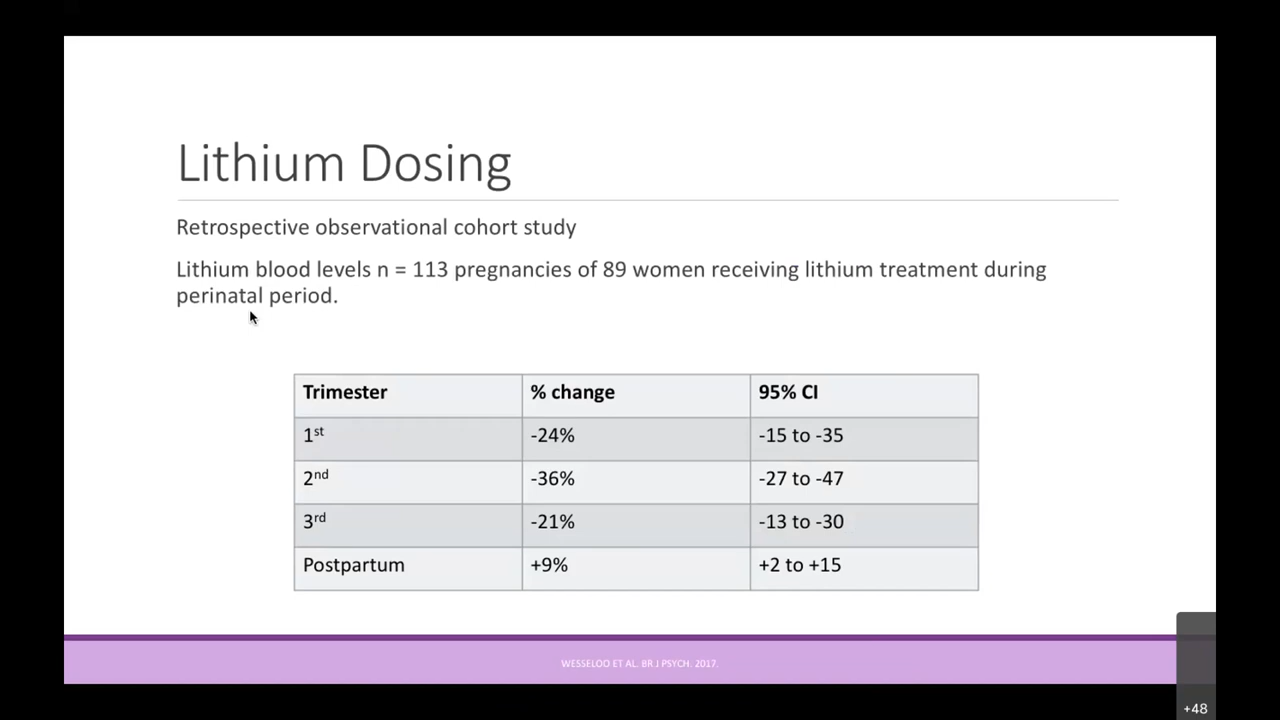 Lithium Dosing
Retrospective observational cohort study
Lithium blood levels n = 113 pregnancies of 89 women receiving lithium treatment during
perinatal period.
Trimester % change 95% CI
1st -24% -15 to -35
2nd -36% -27 to -47
3rd -21% -13 to -30
Postpartum +9% +2 to +15
WESSELOO ET AL. BR J PSYCH. 2017.
+48